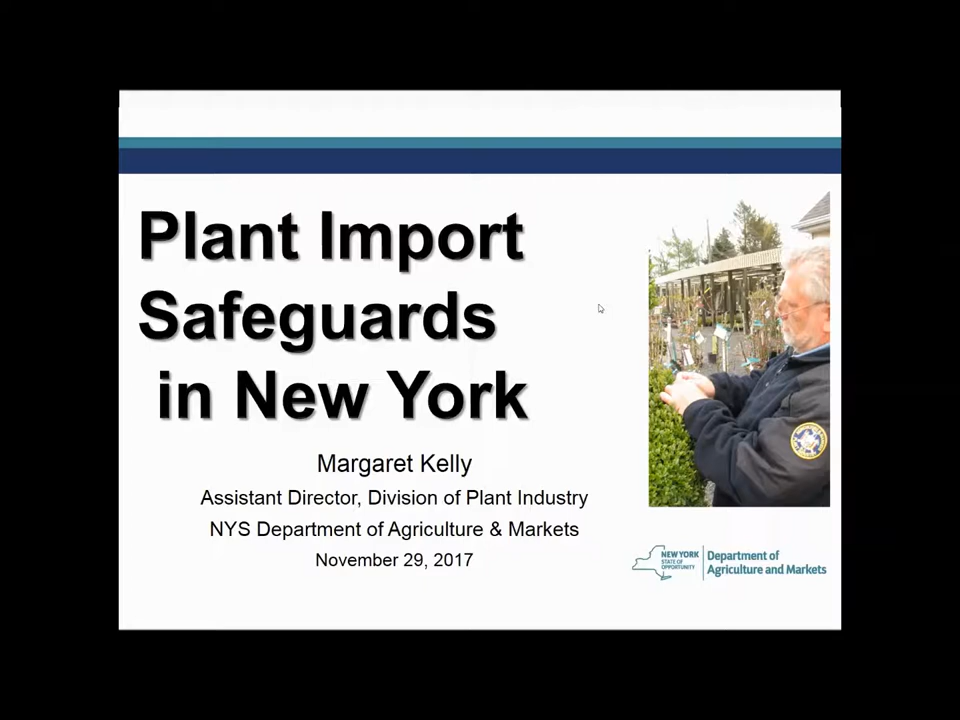 Plant Import
Safeguards
in New York
Margaret Kelly
Assistant Director, Division of Plant Industry
NYS Department of Agriculture & Markets
November 29, 2017
NEW YORK
STATE OF
OPPORTUNITY
Department of
Agriculture and Markets